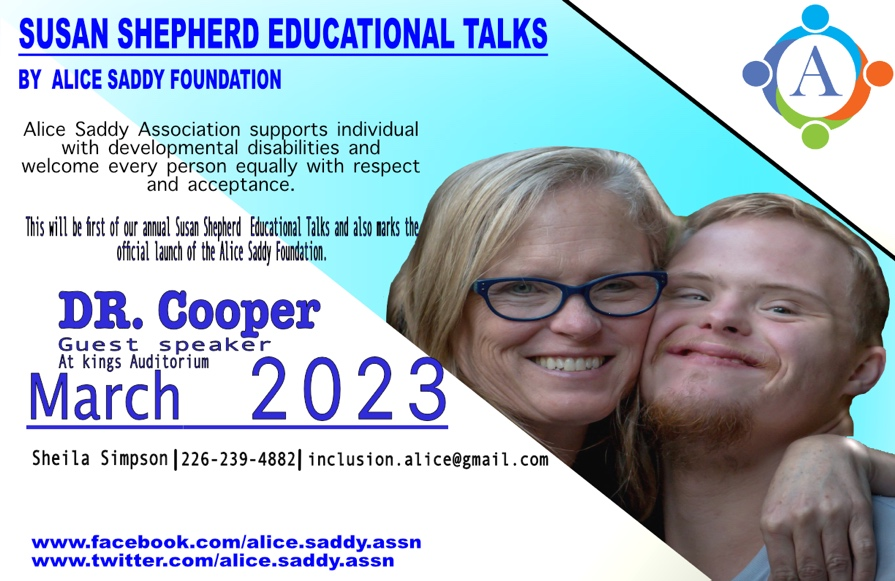 SUSAN SHEPHERD EDUCATIONAL TALKS
BY ALICE SADDY FOUNDATION
A
Alice Saddy Association supports individual
with developmental disabilities and
welcome every person equally with respect
and acceptance.
This will be first of our annual Susan Shepherd Educational Talks and also marks the
official launch of the Alice Saddy Foundation.
DR. Cooper
Guest speaker
At kings Auditorium
March 2023
Sheila Simpson|226-239-4882|inclusion.alice@gmail.com
www.facebook.com/alice.saddy.assn
www.twitter.com/alice.saddy.assn